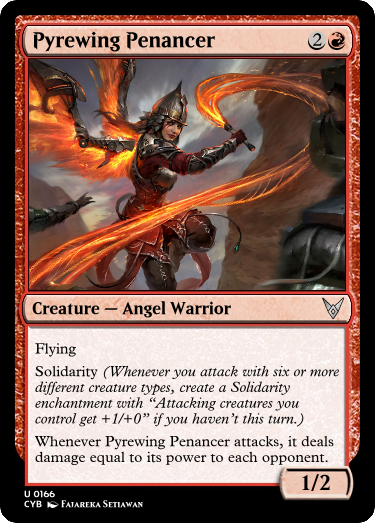 Pyrewing Penancer 2
Creature — Angel Warrior
Flying
Solidarity (Whenever you attack with six or more
different creature types, create a Solidarity
enchantment with “Attacking creatures you
control get +1/+0” if you haven’t this turn.)
Whenever Pyrewing Penancer attacks, it deals
damage equal to its power to each opponent.
1/2
U 0166
CYB Fajareka Setiawan